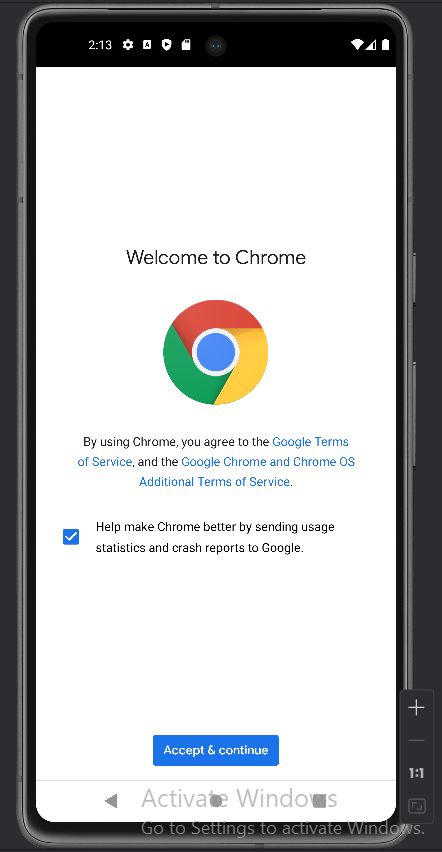 2:13
Welcome to Chrome
By using Chrome, you agree to the Google Terms
of Service, and the Google Chrome and Chrome OS
Additional Terms of Service.
Help make Chrome better by sending usage
statistics and crash reports to Google.
Accept & continue
1:1
Activate Windows
Go to Settings to activate Windows.